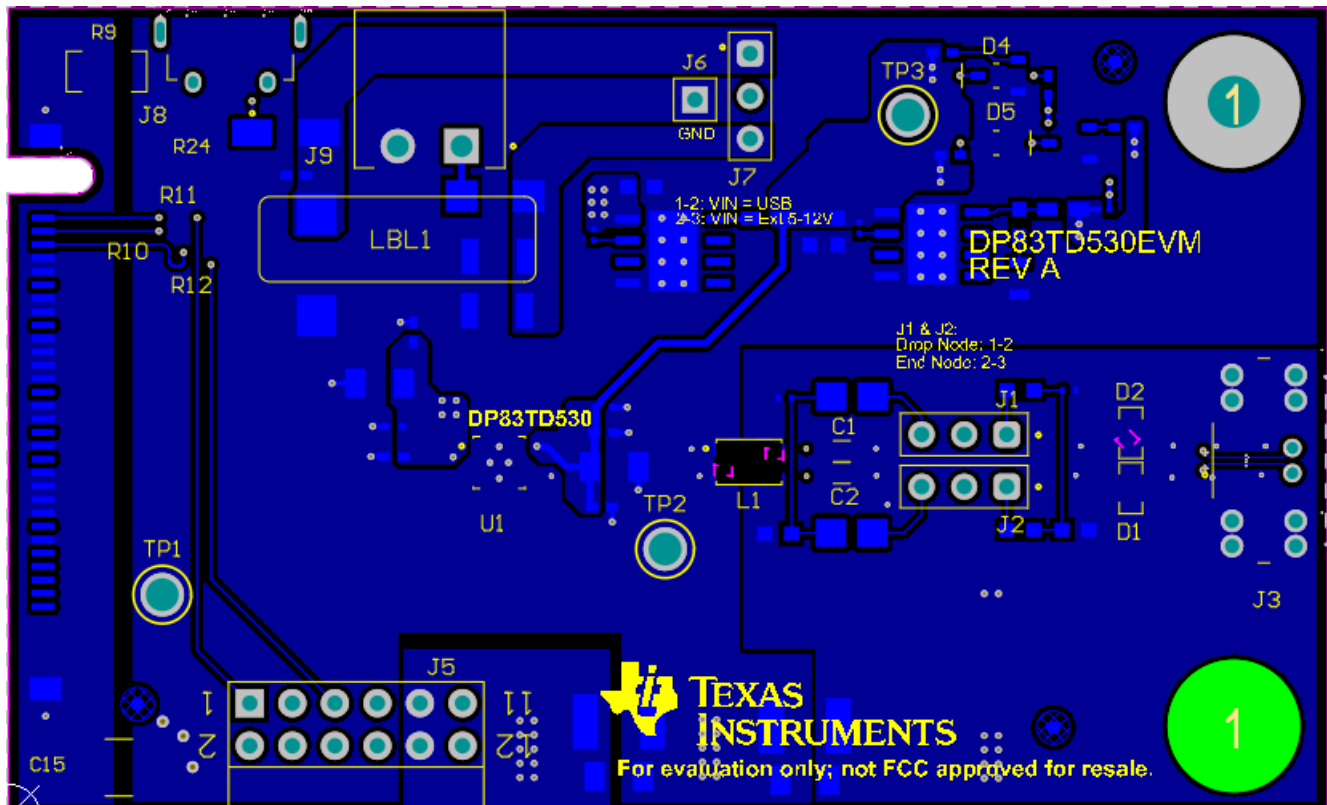 R9
J8
R24
J9
J6
GND
J7
TP3
D4
D5
1
1-2: VIN = USB
2-3: VIN = Ext 5-12V
R11
R10
R12
LBL1
DP83TD530EVM
REV A
J1 & J2:
Drop Node: 1-2
End Node: 2-3
DP83TD530
U1
TP2
L1
C1
C2
J1
J2
D2
D1
J3
TP1
J5
1
11
2
12
C15
TEXAS
INSTRUMENTS
For evaluation only; not FCC approved for resale.
1